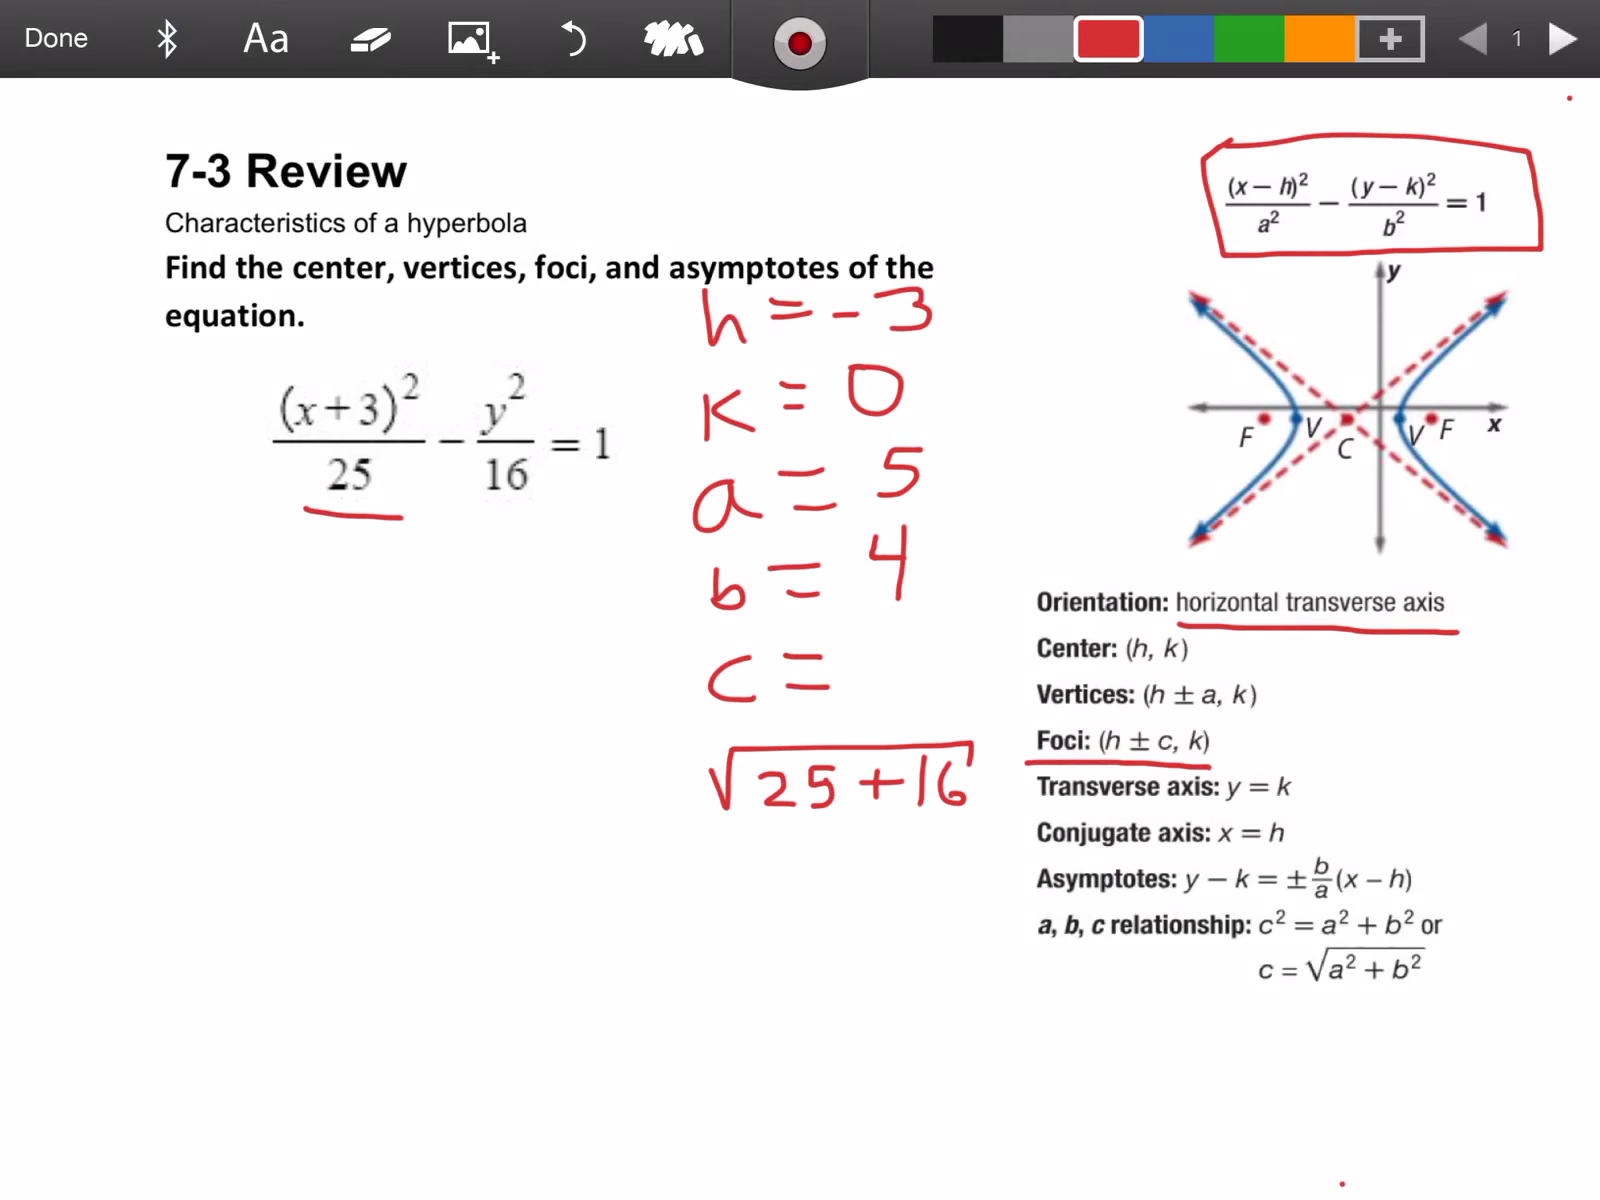 Done Aa 1
7-3 Review
Characteristics of a hyperbola
Find the center, vertices, foci, and asymptotes of the
equation.
(x+3)²/25 − y²/16 = 1
h = -3
K = 0
a = 5
b = 4
c =
√25+16
(x − h)²/a² − (y − k)²/b² = 1
y
F V C V F x
Orientation: horizontal transverse axis
Center: (h, k)
Vertices: (h ± a, k)
Foci: (h ± c, k)
Transverse axis: y = k
Conjugate axis: x = h
Asymptotes: y − k = ± b/a (x − h)
a, b, c relationship: c² = a² + b² or
c = √a² + b²